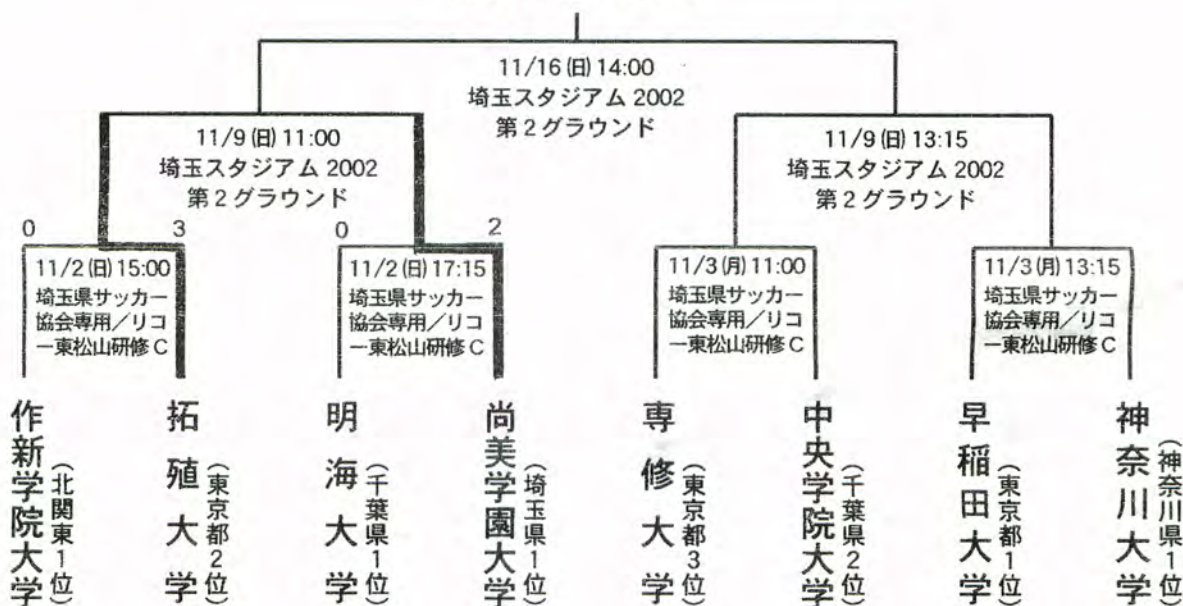 11/16(日)14:00
埼玉スタジアム2002
第2グラウンド
11/9(日)11:00
埼玉スタジアム2002
第2グラウンド
11/9(日)13:15
埼玉スタジアム2002
第2グラウンド
0
3
0
2
11/2(日)15:00
埼玉県サッカー
協会専用/リコ
ー東松山研修C
11/2(日)17:15
埼玉県サッカー
協会専用/リコ
ー東松山研修C
11/3(月)11:00
埼玉県サッカー
協会専用/リコ
ー東松山研修C
11/3(月)13:15
埼玉県サッカー
協会専用/リコ
ー東松山研修C
作新学院大学
(北関東1位)
拓殖大学
(東京都2位)
明海大学
(千葉県1位)
尚美学園大学
(埼玉県1位)
専修大学
(東京都3位)
中央学院大学
(千葉県2位)
早稲田大学
(東京都1位)
神奈川大学
(神奈川県1位)